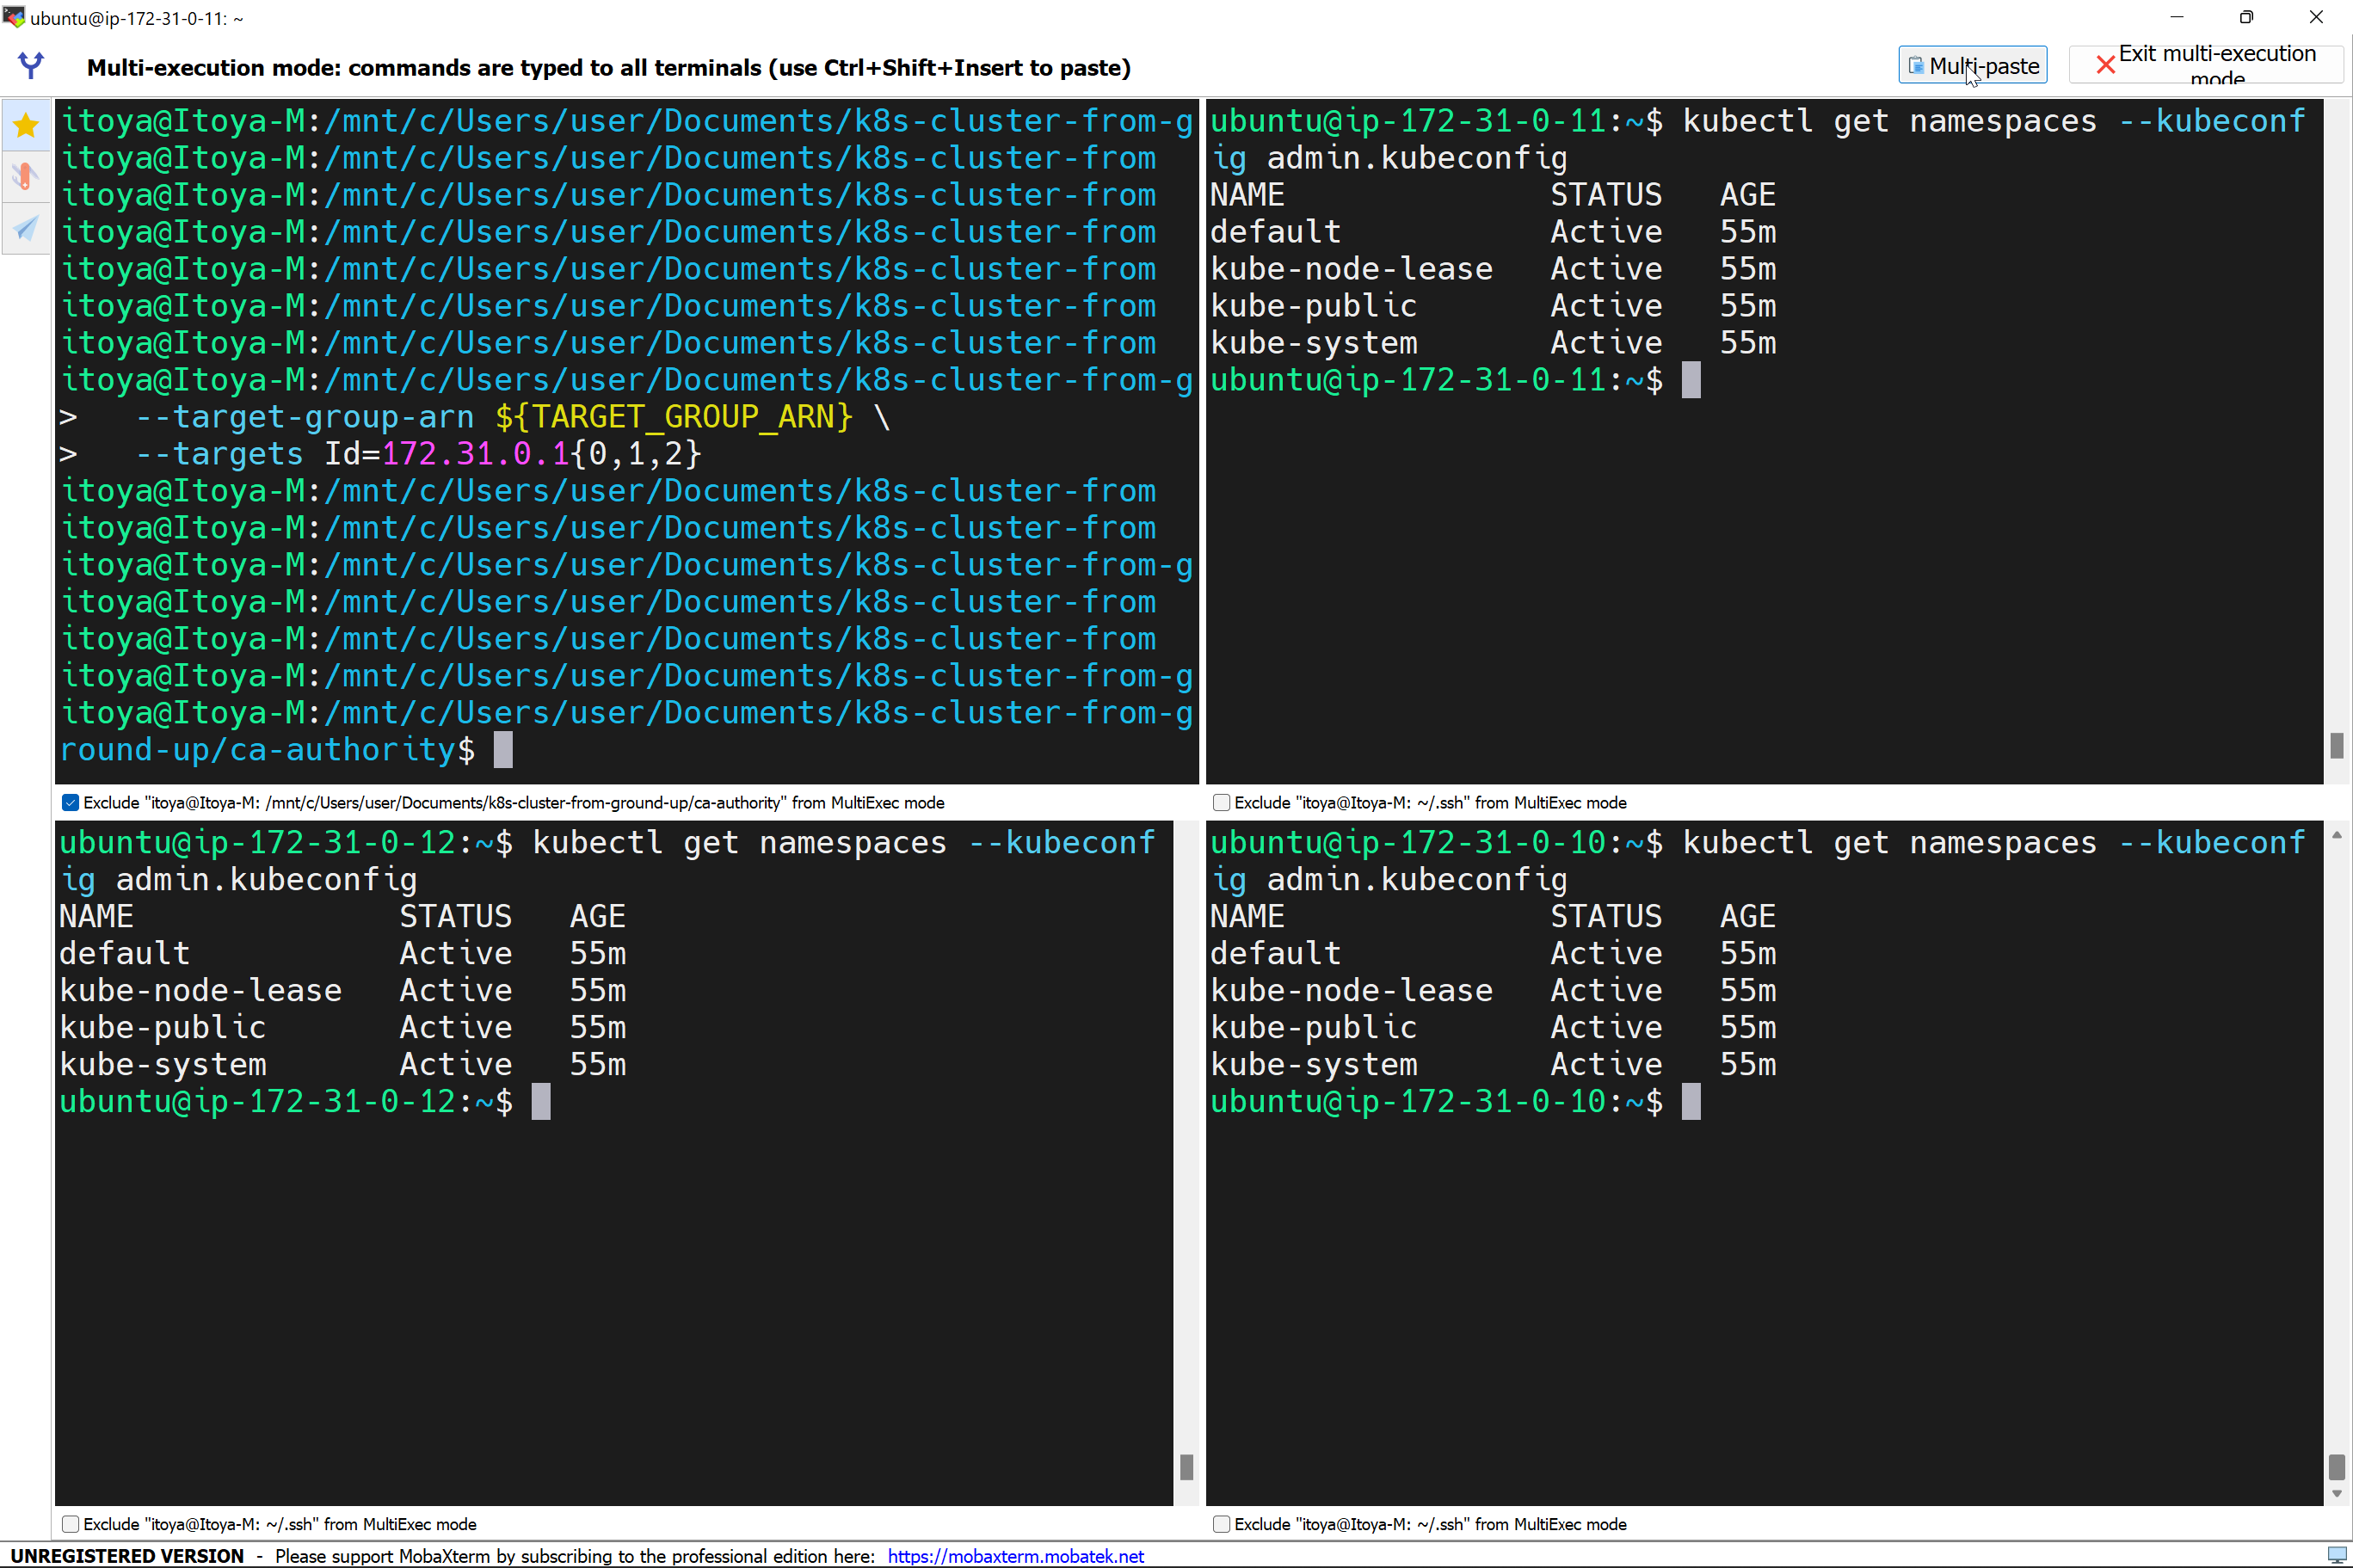 ubuntu@ip-172-31-0-11: ~
Multi-execution mode: commands are typed to all terminals (use Ctrl+Shift+Insert to paste)
Multi-paste
Exit multi-execution
mode
itoya@Itoya-M:/mnt/c/Users/user/Documents/k8s-cluster-from-g
itoya@Itoya-M:/mnt/c/Users/user/Documents/k8s-cluster-from
itoya@Itoya-M:/mnt/c/Users/user/Documents/k8s-cluster-from
itoya@Itoya-M:/mnt/c/Users/user/Documents/k8s-cluster-from
itoya@Itoya-M:/mnt/c/Users/user/Documents/k8s-cluster-from
itoya@Itoya-M:/mnt/c/Users/user/Documents/k8s-cluster-from
itoya@Itoya-M:/mnt/c/Users/user/Documents/k8s-cluster-from
itoya@Itoya-M:/mnt/c/Users/user/Documents/k8s-cluster-from-g
>   --target-group-arn ${TARGET_GROUP_ARN} \
>   --targets Id=172.31.0.1{0,1,2}
itoya@Itoya-M:/mnt/c/Users/user/Documents/k8s-cluster-from
itoya@Itoya-M:/mnt/c/Users/user/Documents/k8s-cluster-from
itoya@Itoya-M:/mnt/c/Users/user/Documents/k8s-cluster-from-g
itoya@Itoya-M:/mnt/c/Users/user/Documents/k8s-cluster-from
itoya@Itoya-M:/mnt/c/Users/user/Documents/k8s-cluster-from
itoya@Itoya-M:/mnt/c/Users/user/Documents/k8s-cluster-from-g
itoya@Itoya-M:/mnt/c/Users/user/Documents/k8s-cluster-from-g
round-up/ca-authority$
Exclude "itoya@Itoya-M: /mnt/c/Users/user/Documents/k8s-cluster-from-ground-up/ca-authority" from MultiExec mode
ubuntu@ip-172-31-0-11:~$ kubectl get namespaces --kubeconf
ig admin.kubeconfig
NAME              STATUS   AGE
default           Active   55m
kube-node-lease   Active   55m
kube-public       Active   55m
kube-system       Active   55m
ubuntu@ip-172-31-0-11:~$
Exclude "itoya@Itoya-M: ~/.ssh" from MultiExec mode
ubuntu@ip-172-31-0-12:~$ kubectl get namespaces --kubeconf
ig admin.kubeconfig
NAME              STATUS   AGE
default           Active   55m
kube-node-lease   Active   55m
kube-public       Active   55m
kube-system       Active   55m
ubuntu@ip-172-31-0-12:~$
Exclude "itoya@Itoya-M: ~/.ssh" from MultiExec mode
ubuntu@ip-172-31-0-10:~$ kubectl get namespaces --kubeconf
ig admin.kubeconfig
NAME              STATUS   AGE
default           Active   55m
kube-node-lease   Active   55m
kube-public       Active   55m
kube-system       Active   55m
ubuntu@ip-172-31-0-10:~$
Exclude "itoya@Itoya-M: ~/.ssh" from MultiExec mode
UNREGISTERED VERSION - Please support MobaXterm by subscribing to the professional edition here: https://mobaxterm.mobatek.net